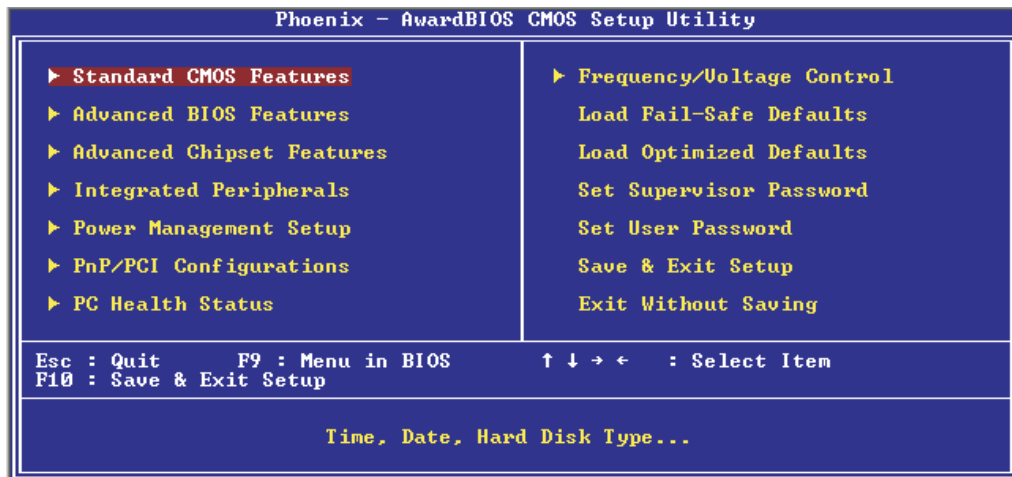 Phoenix - AwardBIOS CMOS Setup Utility
Standard CMOS Features
Advanced BIOS Features
Advanced Chipset Features
Integrated Peripherals
Power Management Setup
PnP/PCI Configurations
PC Health Status
Frequency/Voltage Control
Load Fail-Safe Defaults
Load Optimized Defaults
Set Supervisor Password
Set User Password
Save & Exit Setup
Exit Without Saving
Esc : Quit F9 : Menu in BIOS ↑ ↓ → ← : Select Item
F10 : Save & Exit Setup
Time, Date, Hard Disk Type...